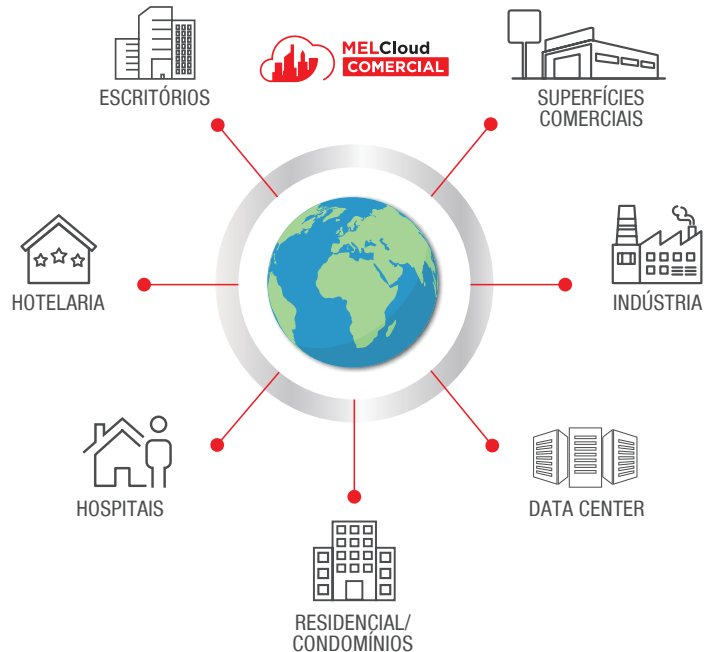 MELCloud
COMERCIAL
ESCRITÓRIOS
SUPERFÍCIES
COMERCIAIS
HOTELARIA
INDÚSTRIA
HOSPITAIS
DATA CENTER
RESIDENCIAL/
CONDOMÍNIOS